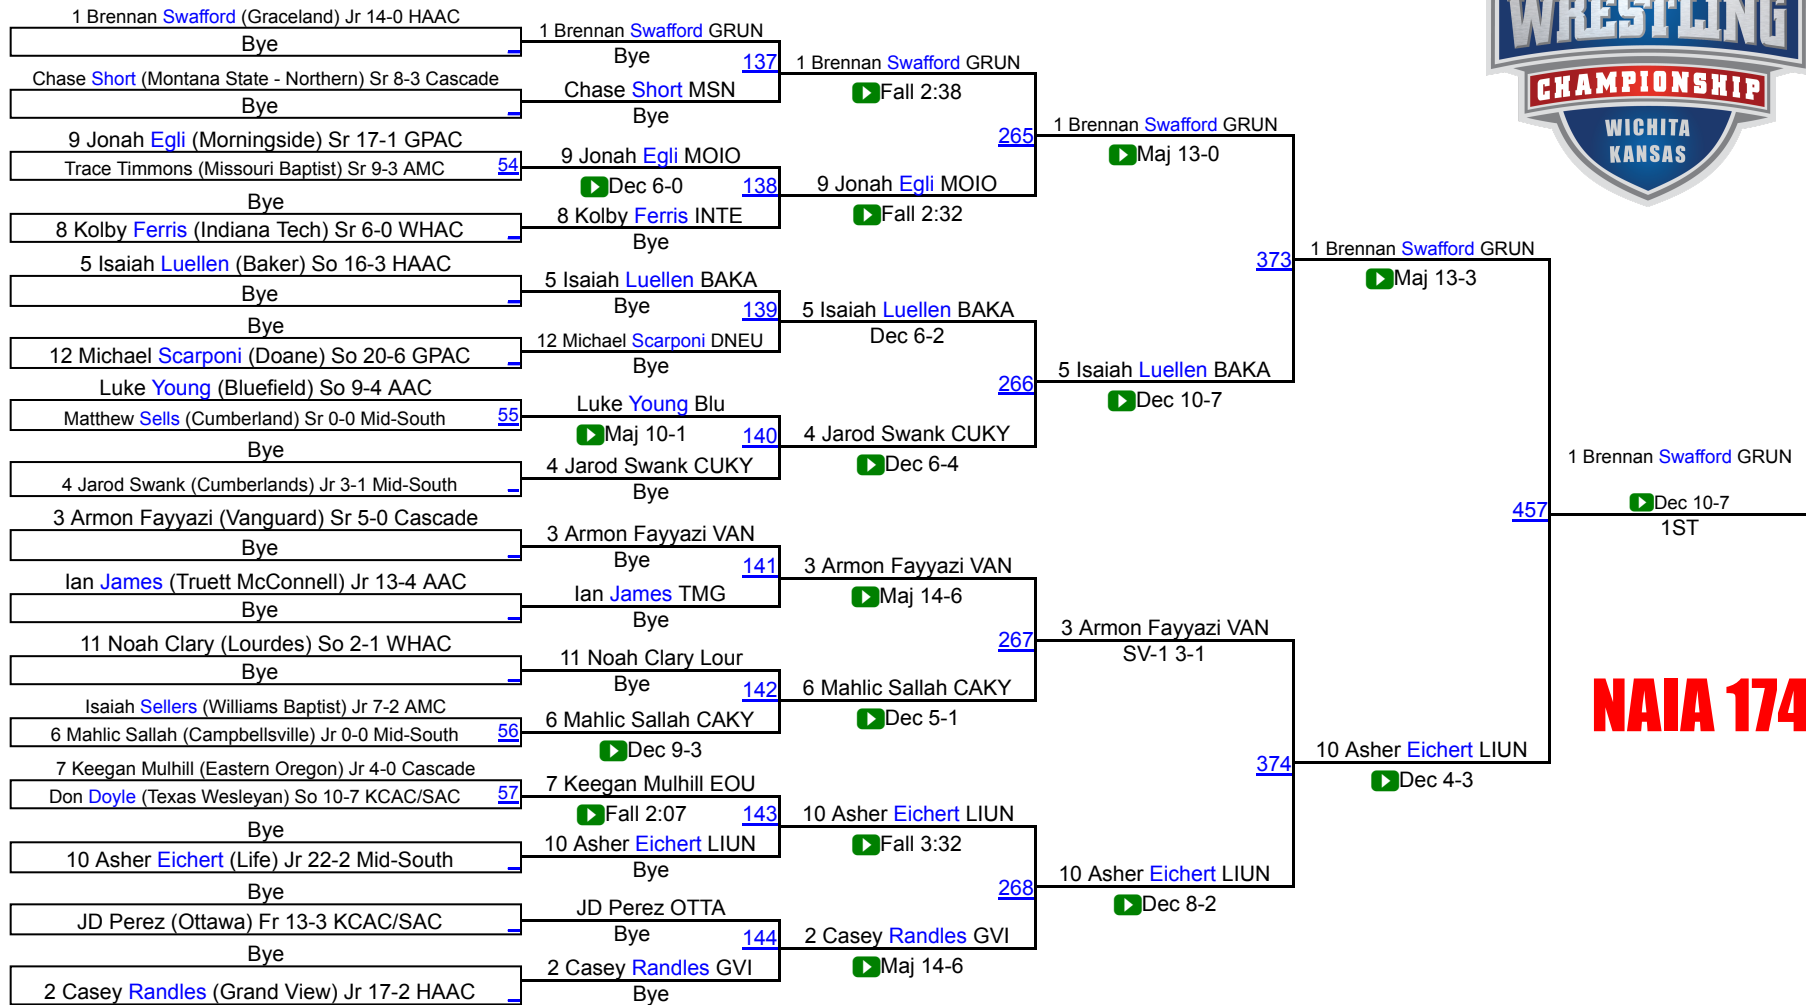 1 Brennan Swafford (Graceland) Jr 14-0 HAAC
Bye
Chase Short (Montana State - Northern) Sr 8-3 Cascade
Bye
9 Jonah Egli (Morningside) Sr 17-1 GPAC
Trace Timmons (Missouri Baptist) Sr 9-3 AMC 54
Bye
8 Kolby Ferris (Indiana Tech) Sr 6-0 WHAC
5 Isaiah Luellen (Baker) So 16-3 HAAC
Bye
Bye
12 Michael Scarponi (Doane) So 20-6 GPAC
Luke Young (Bluefield) So 9-4 AAC
Matthew Sells (Cumberland) Sr 0-0 Mid-South 55
Bye
4 Jarod Swank (Cumberlands) Jr 3-1 Mid-South
3 Armon Fayyazi (Vanguard) Sr 5-0 Cascade
Bye
Ian James (Truett McConnell) Jr 13-4 AAC
Bye
11 Noah Clary (Lourdes) So 2-1 WHAC
Bye
Isaiah Sellers (Williams Baptist) Jr 7-2 AMC
6 Mahlic Sallah (Campbellsville) Jr 0-0 Mid-South 56
7 Keegan Mulhill (Eastern Oregon) Jr 4-0 Cascade
Don Doyle (Texas Wesleyan) So 10-7 KCAC/SAC 57
Bye
10 Asher Eichert (Life) Jr 22-2 Mid-South
Bye
JD Perez (Ottawa) Fr 13-3 KCAC/SAC
Bye
2 Casey Randles (Grand View) Jr 17-2 HAAC
1 Brennan Swafford GRUN
Bye
137
Chase Short MSN
Bye
9 Jonah Egli MOIO
Dec 6-0
138
8 Kolby Ferris INTE
Bye
5 Isaiah Luellen BAKA
Bye
139
12 Michael Scarponi DNEU
Bye
Luke Young Blu
Maj 10-1
140
4 Jarod Swank CUKY
Bye
3 Armon Fayyazi VAN
Bye
141
Ian James TMG
Bye
11 Noah Clary Lour
Bye
142
6 Mahlic Sallah CAKY
Dec 9-3
7 Keegan Mulhill EOU
Fall 2:07
143
10 Asher Eichert LIUN
Bye
JD Perez OTTA
Bye
144
2 Casey Randles GVI
Bye
1 Brennan Swafford GRUN
Fall 2:38
265
9 Jonah Egli MOIO
Fall 2:32
5 Isaiah Luellen BAKA
Dec 6-2
266
4 Jarod Swank CUKY
Dec 6-4
3 Armon Fayyazi VAN
Maj 14-6
267
6 Mahlic Sallah CAKY
Dec 5-1
10 Asher Eichert LIUN
Fall 3:32
268
2 Casey Randles GVI
Maj 14-6
1 Brennan Swafford GRUN
Maj 13-0
373
5 Isaiah Luellen BAKA
Dec 10-7
3 Armon Fayyazi VAN
SV-1 3-1
374
10 Asher Eichert LIUN
Dec 8-2
1 Brennan Swafford GRUN
Maj 13-3
457
10 Asher Eichert LIUN
Dec 4-3
1 Brennan Swafford GRUN
Dec 10-7
1ST
WRESTLING
CHAMPIONSHIP
WICHITA
KANSAS
NAIA 174